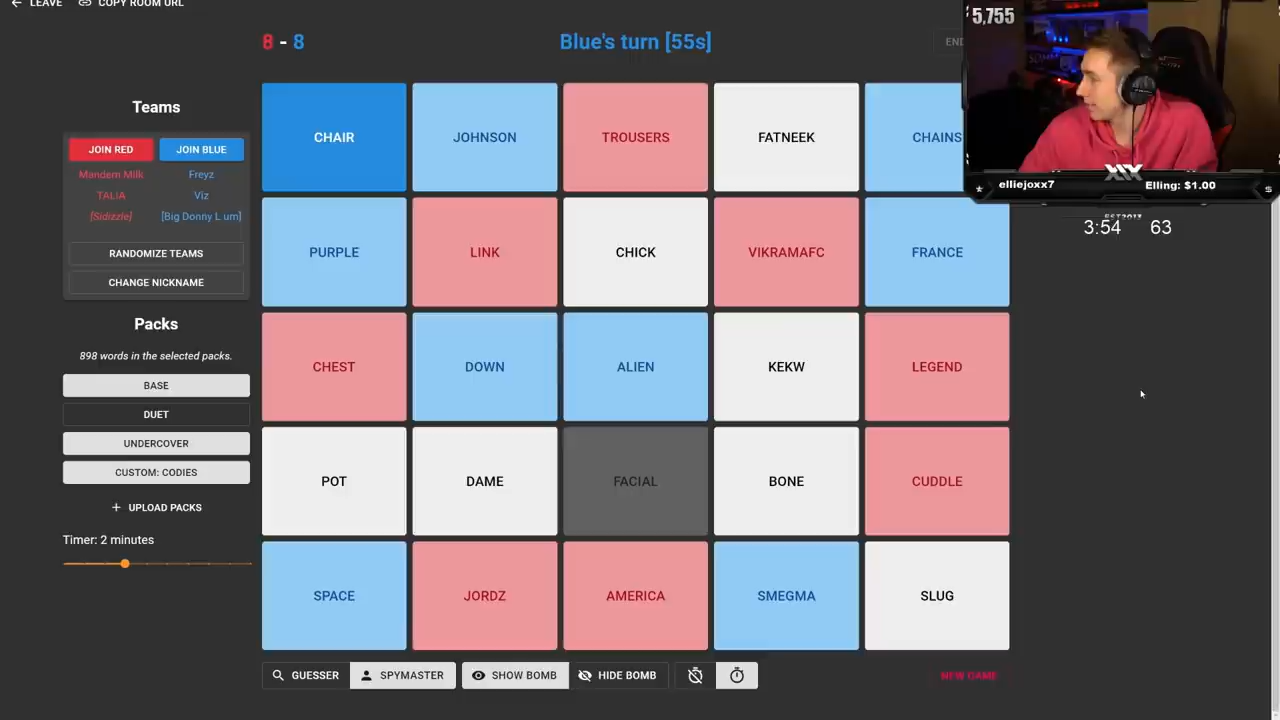 LEAVE
COPY ROOM URL
8 - 8
Blue's turn [55s]
END
5,755
Teams
JOIN RED
JOIN BLUE
Mandem Milk
Freyz
TALIA
Viz
[Sidizzle]
[Big Donny L um]
RANDOMIZE TEAMS
CHANGE NICKNAME
Packs
898 words in the selected packs.
BASE
DUET
UNDERCOVER
CUSTOM: CODIES
+ UPLOAD PACKS
Timer: 2 minutes
CHAIR
JOHNSON
TROUSERS
FATNEEK
CHAINS
PURPLE
LINK
CHICK
VIKRAMAFC
FRANCE
CHEST
DOWN
ALIEN
KEKW
LEGEND
POT
DAME
FACIAL
BONE
CUDDLE
SPACE
JORDZ
AMERICA
SMEGMA
SLUG
GUESSER
SPYMASTER
SHOW BOMB
HIDE BOMB
NEW GAME
XIX
elliejoxx7
Elling: $1.00
EST2013
3:54
63